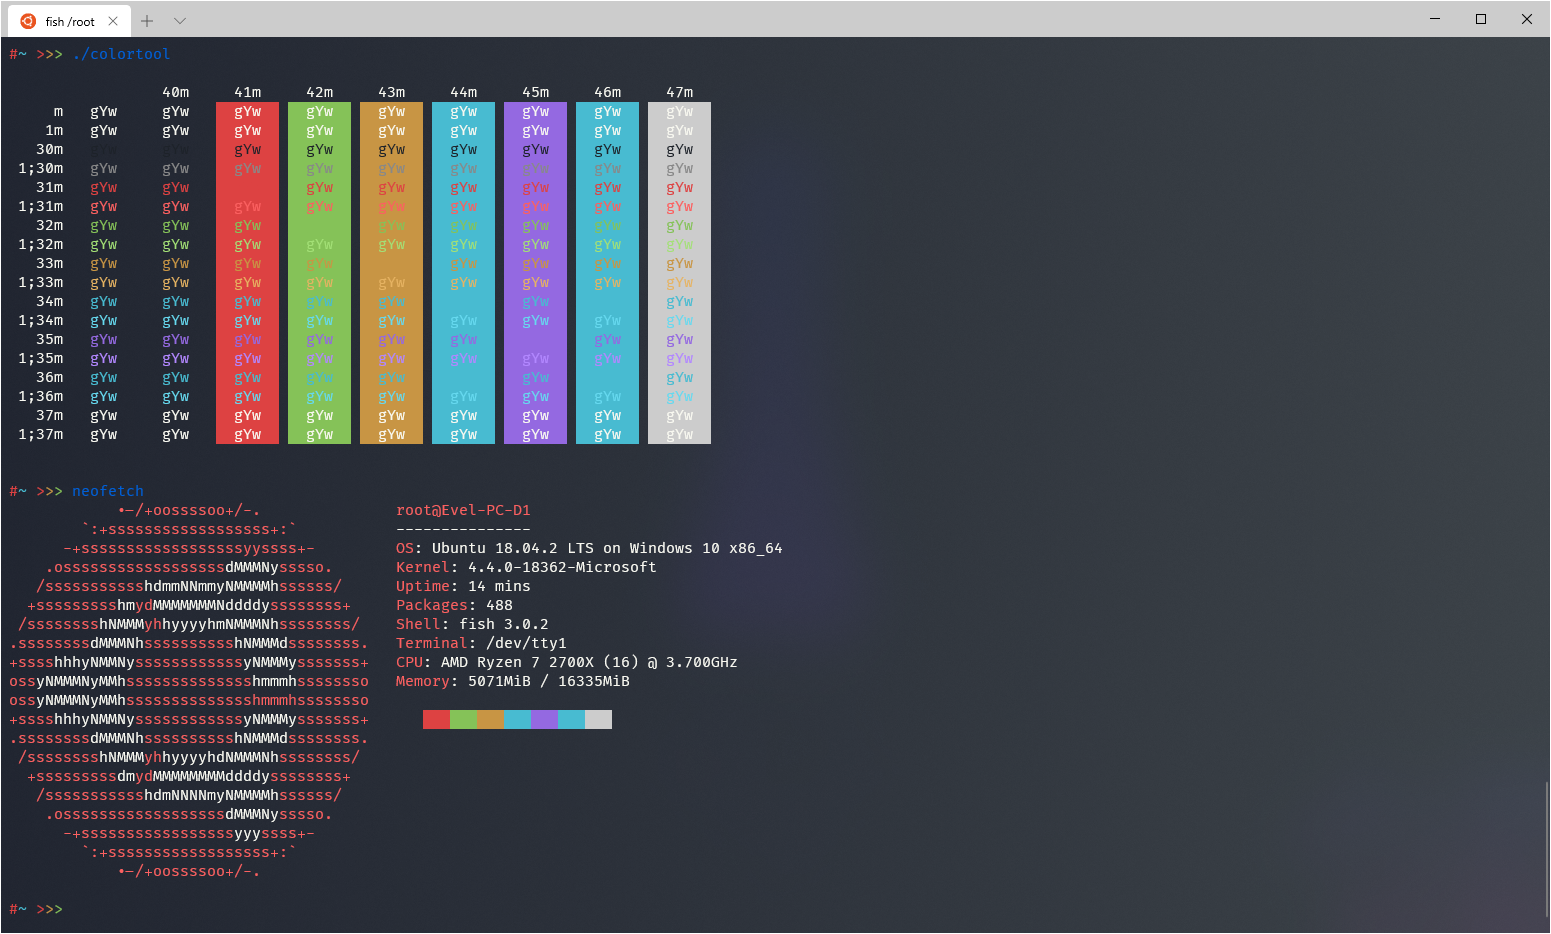 fish /root
#~ >>> ./colortool
40m 41m 42m 43m 44m 45m 46m 47m
m gYw gYw gYw gYw gYw gYw gYw gYw gYw
1m gYw gYw gYw gYw gYw gYw gYw gYw gYw
30m gYw gYw gYw gYw gYw gYw gYw gYw gYw
1;30m gYw gYw gYw gYw gYw gYw gYw gYw gYw
31m gYw gYw gYw gYw gYw gYw gYw gYw
1;31m gYw gYw gYw gYw gYw gYw gYw gYw gYw
32m gYw gYw gYw gYw gYw gYw gYw gYw
1;32m gYw gYw gYw gYw gYw gYw gYw gYw gYw
33m gYw gYw gYw gYw gYw gYw gYw gYw
1;33m gYw gYw gYw gYw gYw gYw gYw gYw gYw
34m gYw gYw gYw gYw gYw gYw gYw
1;34m gYw gYw gYw gYw gYw gYw gYw gYw gYw
35m gYw gYw gYw gYw gYw gYw gYw gYw
1;35m gYw gYw gYw gYw gYw gYw gYw gYw gYw
36m gYw gYw gYw gYw gYw gYw gYw
1;36m gYw gYw gYw gYw gYw gYw gYw gYw gYw
37m gYw gYw gYw gYw gYw gYw gYw gYw gYw
1;37m gYw gYw gYw gYw gYw gYw gYw gYw gYw
#~ >>> neofetch
•-/+oossssoo+/-. root@Evel-PC-D1
`:+ssssssssssssssssss+:` ---------------
-+ssssssssssssssssssyyssss+- OS: Ubuntu 18.04.2 LTS on Windows 10 x86_64
.ossssssssssssssssssdMMMNysssso. Kernel: 4.4.0-18362-Microsoft
/ssssssssssshdmmNNmmyNMMMMhssssss/ Uptime: 14 mins
+ssssssssshmydMMMMMMMNddddyssssssss+ Packages: 488
/sssssssshNMMMyhhyyyyhmNMMMNhssssssss/ Shell: fish 3.0.2
.ssssssssdMMMNhsssssssssshNMMMdssssssss. Terminal: /dev/tty1
+sssshhhyNMMNyssssssssssssyNMMMysssssss+ CPU: AMD Ryzen 7 2700X (16) @ 3.700GHz
ossyNMMMNyMMhsssssssssssssshmmmhssssssso Memory: 5071MiB / 16335MiB
ossyNMMMNyMMhsssssssssssssshmmmhssssssso
+sssshhhyNMMNyssssssssssssyNMMMysssssss+
.ssssssssdMMMNhsssssssssshNMMMdssssssss.
/sssssssshNMMMyhhyyyyhdNMMMNhssssssss/
+sssssssssdmydMMMMMMMMddddyssssssss+
/ssssssssssshdmNNNNmyNMMMMhssssss/
.ossssssssssssssssssdMMMNysssso.
-+sssssssssssssssssyyyssss+-
`:+ssssssssssssssssss+:`
•-/+oossssoo+/-.
#~ >>>